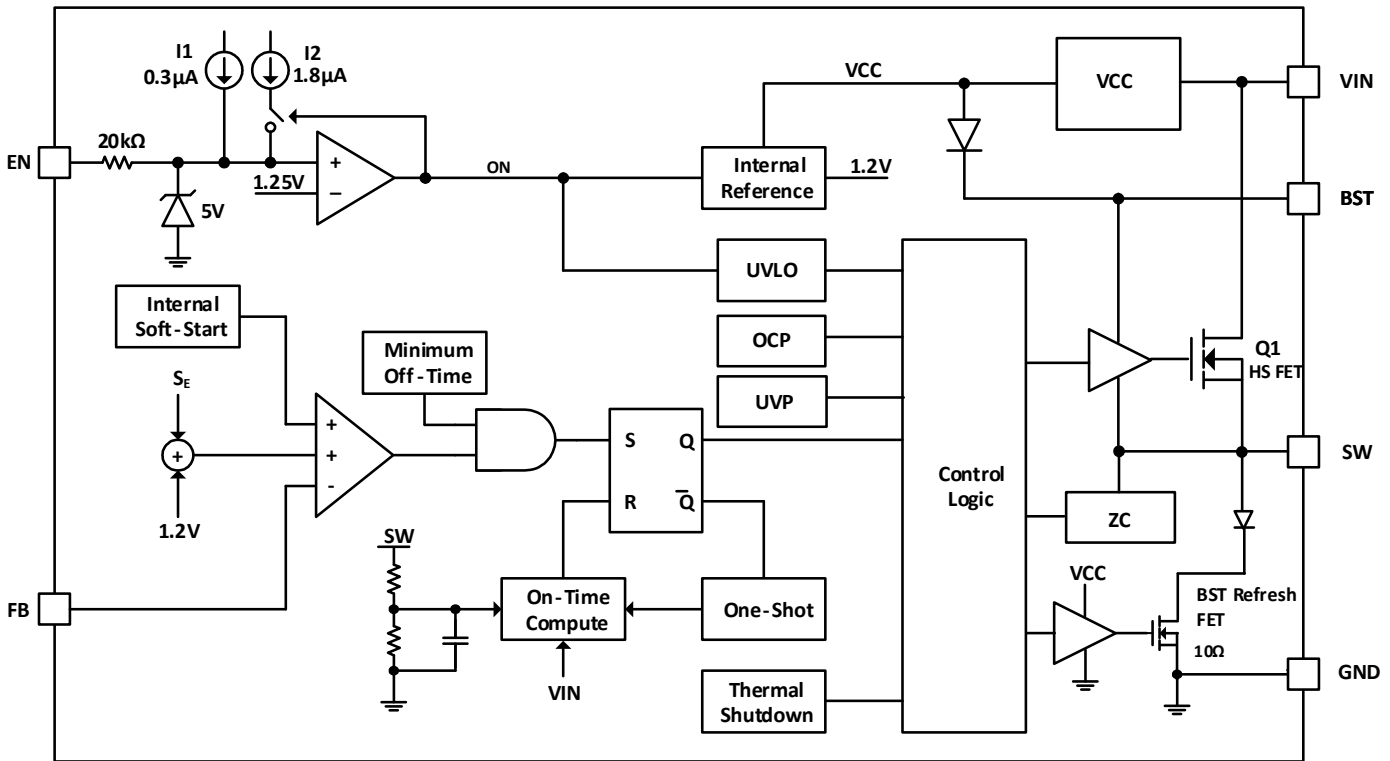 I1
0.3µA
I2
1.8µA
VCC
VCC
VIN
EN
20kΩ
+
1.25V
−
5V
ON
Internal
Reference
1.2V
BST
UVLO
Internal
Soft-Start
OCP
Minimum
Off-Time
UVP
Q1
HS FET
SE
+
+
+
-
1.2V
S
Q
R
Q̅
Control
Logic
SW
ZC
SW
FB
On-Time
Compute
One-Shot
VIN
VCC
BST Refresh
FET
10Ω
GND
Thermal
Shutdown